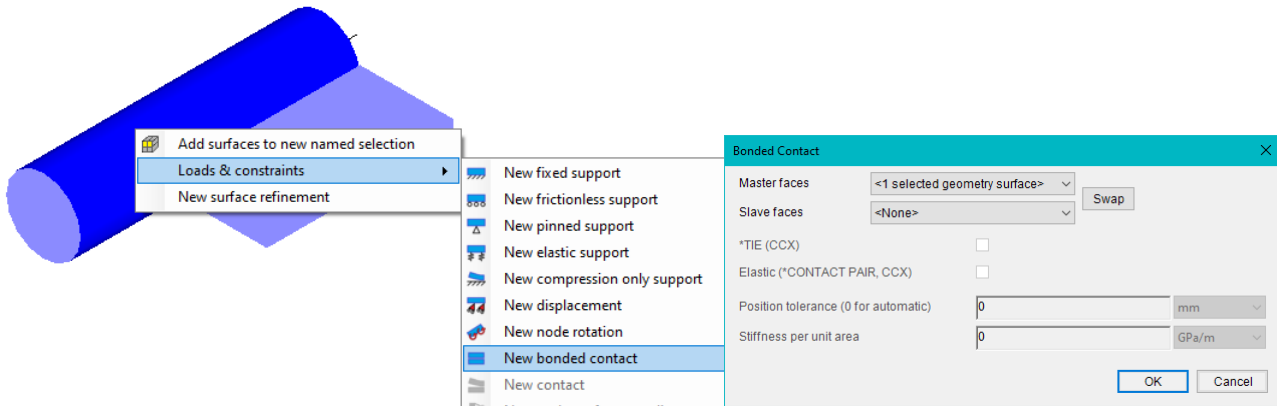 Add surfaces to new named selection
Loads & constraints
New surface refinement
New fixed support
New frictionless support
New pinned support
New elastic support
New compression only support
New displacement
New node rotation
New bonded contact
New contact
Bonded Contact
Master faces <1 selected geometry surface> Swap
Slave faces <None>
*TIE (CCX)
Elastic (*CONTACT PAIR, CCX)
Position tolerance (0 for automatic) 0 mm
Stiffness per unit area 0 GPa/m
OK Cancel